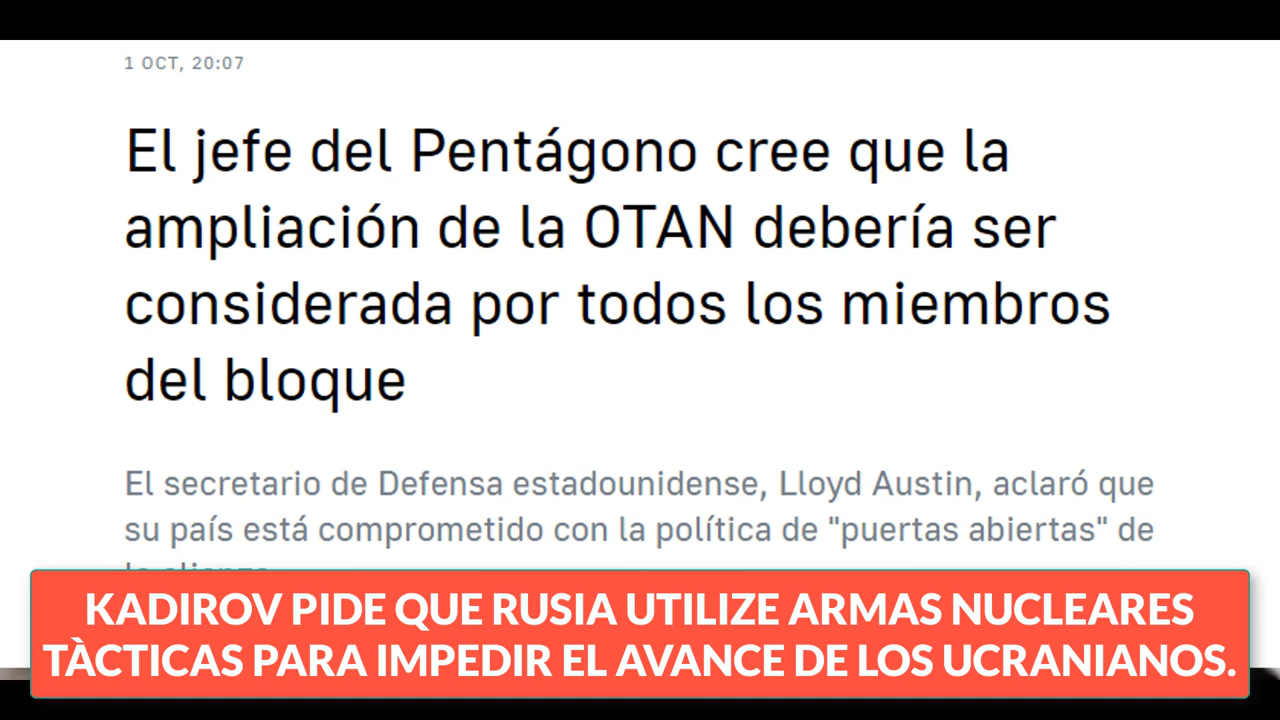 1 OCT, 20:07
El jefe del Pentágono cree que la
ampliación de la OTAN debería ser
considerada por todos los miembros
del bloque
El secretario de Defensa estadounidense, Lloyd Austin, aclaró que
su país está comprometido con la política de "puertas abiertas" de
KADIROV PIDE QUE RUSIA UTILIZE ARMAS NUCLEARES
TÀCTICAS PARA IMPEDIR EL AVANCE DE LOS UCRANIANOS.